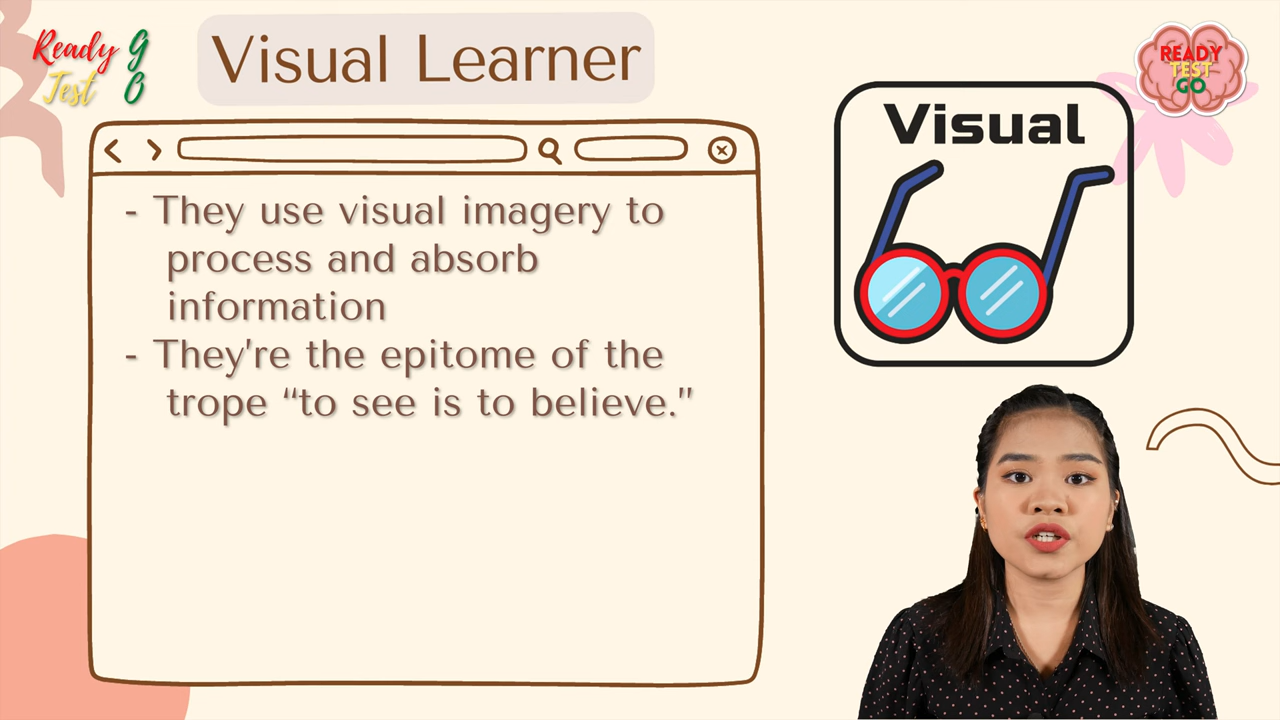 Ready GO
Test
Visual Learner
READY
TEST
GO
Visual
- They use visual imagery to
process and absorb
information
- They're the epitome of the
trope “to see is to believe.”